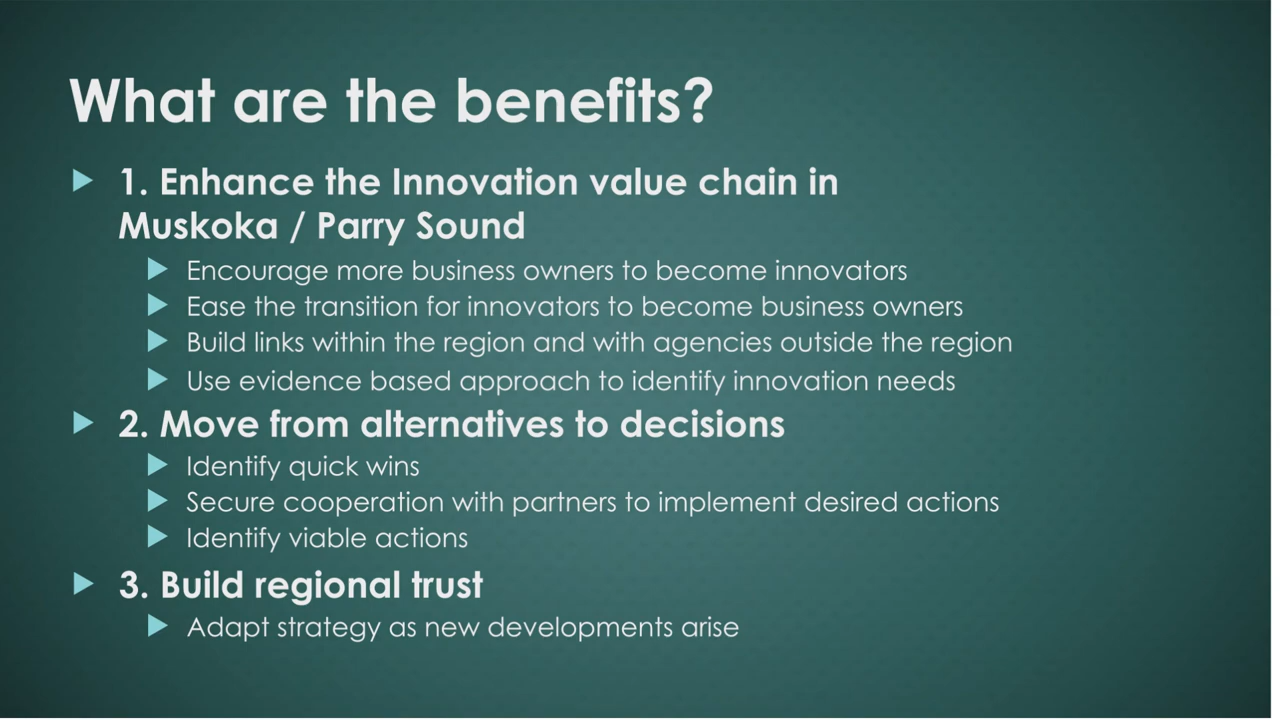 What are the benefits?
1. Enhance the Innovation value chain in
Muskoka / Parry Sound
Encourage more business owners to become innovators
Ease the transition for innovators to become business owners
Build links within the region and with agencies outside the region
Use evidence based approach to identify innovation needs
2. Move from alternatives to decisions
Identify quick wins
Secure cooperation with partners to implement desired actions
Identify viable actions
3. Build regional trust
Adapt strategy as new developments arise